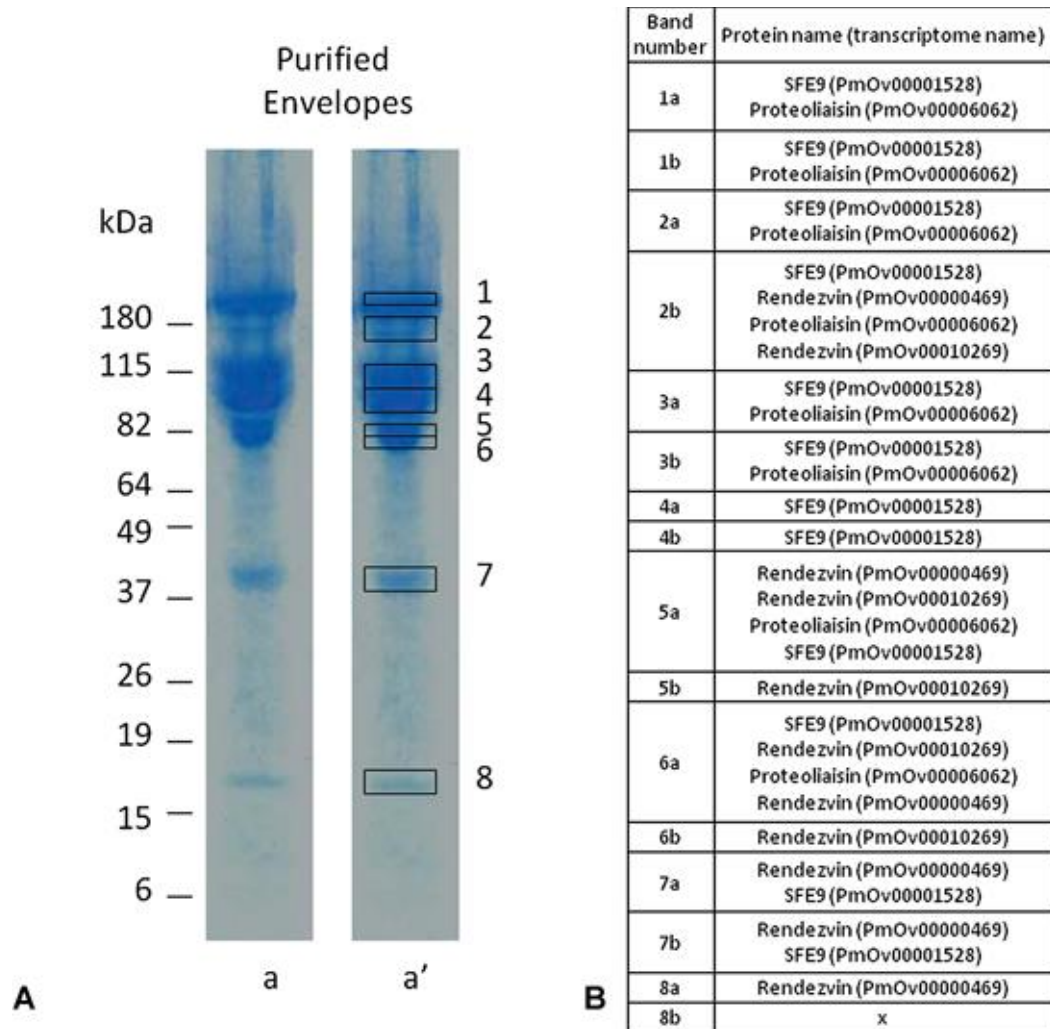 Purified
Envelopes
kDa
180
115
82
64
49
37
26
19
15
6
1
2
3
4
5
6
7
8
a
a’
A
Band number
Protein name (transcriptome name)
1a
SFE9 (PmOv00001528)
Proteoliaisin (PmOv00006062)
1b
SFE9 (PmOv00001528)
Proteoliaisin (PmOv00006062)
2a
SFE9 (PmOv00001528)
Proteoliaisin (PmOv00006062)
2b
SFE9 (PmOv00001528)
Rendezvin (PmOv00000469)
Proteoliaisin (PmOv00006062)
Rendezvin (PmOv00010269)
3a
SFE9 (PmOv00001528)
Proteoliaisin (PmOv00006062)
3b
SFE9 (PmOv00001528)
Proteoliaisin (PmOv00006062)
4a
SFE9 (PmOv00001528)
4b
SFE9 (PmOv00001528)
5a
Rendezvin (PmOv00000469)
Rendezvin (PmOv00010269)
Proteoliaisin (PmOv00006062)
SFE9 (PmOv00001528)
5b
Rendezvin (PmOv00010269)
6a
SFE9 (PmOv00001528)
Rendezvin (PmOv00010269)
Proteoliaisin (PmOv00006062)
Rendezvin (PmOv00000469)
6b
Rendezvin (PmOv00010269)
7a
Rendezvin (PmOv00000469)
SFE9 (PmOv00001528)
7b
Rendezvin (PmOv00000469)
SFE9 (PmOv00001528)
8a
Rendezvin (PmOv00000469)
8b
x
B